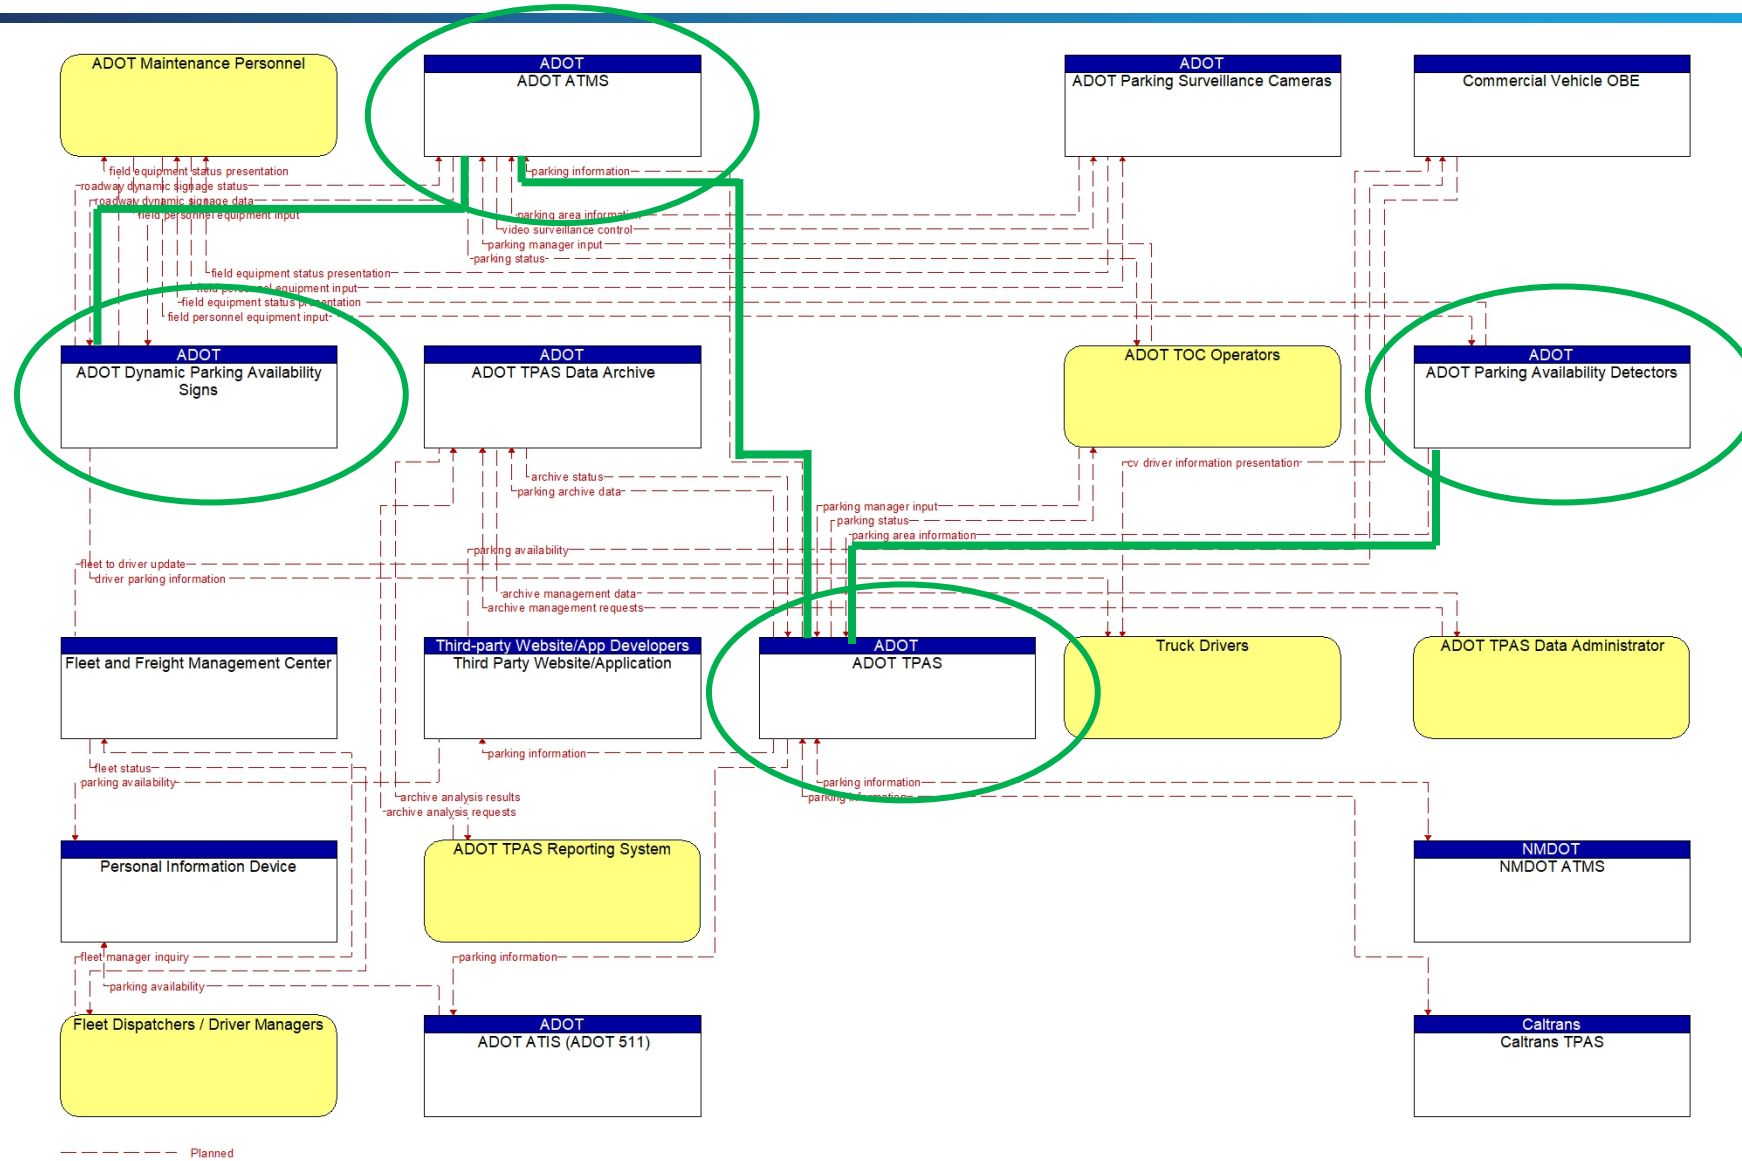 ADOT Maintenance Personnel
ADOT
ADOT ATMS
ADOT
ADOT Parking Surveillance Cameras
Commercial Vehicle OBE
field equipment status presentation
parking information
roadway dynamic signage status
roadway dynamic signage data
field personnel equipment input
parking area information
video surveillance control
parking manager input
parking status
field equipment status presentation
field personnel equipment input
field equipment status presentation
field personnel equipment input
ADOT
ADOT Dynamic Parking Availability
Signs
ADOT
ADOT TPAS Data Archive
ADOT TOC Operators
ADOT
ADOT Parking Availability Detectors
cv driver information presentation
archive status
parking archive data
parking manager input
parking status
parking area information
parking availability
fleet to driver update
driver parking information
archive management data
archive management requests
Fleet and Freight Management Center
Third-party Website/App Developers
Third Party Website/Application
ADOT
ADOT TPAS
Truck Drivers
ADOT TPAS Data Administrator
parking information
fleet status
parking availability
parking information
parking information
archive analysis results
archive analysis requests
Personal Information Device
ADOT TPAS Reporting System
NMDOT
NMDOT ATMS
fleet manager inquiry
parking information
parking availability
Fleet Dispatchers / Driver Managers
ADOT
ADOT ATIS (ADOT 511)
Caltrans
Caltrans TPAS
Planned